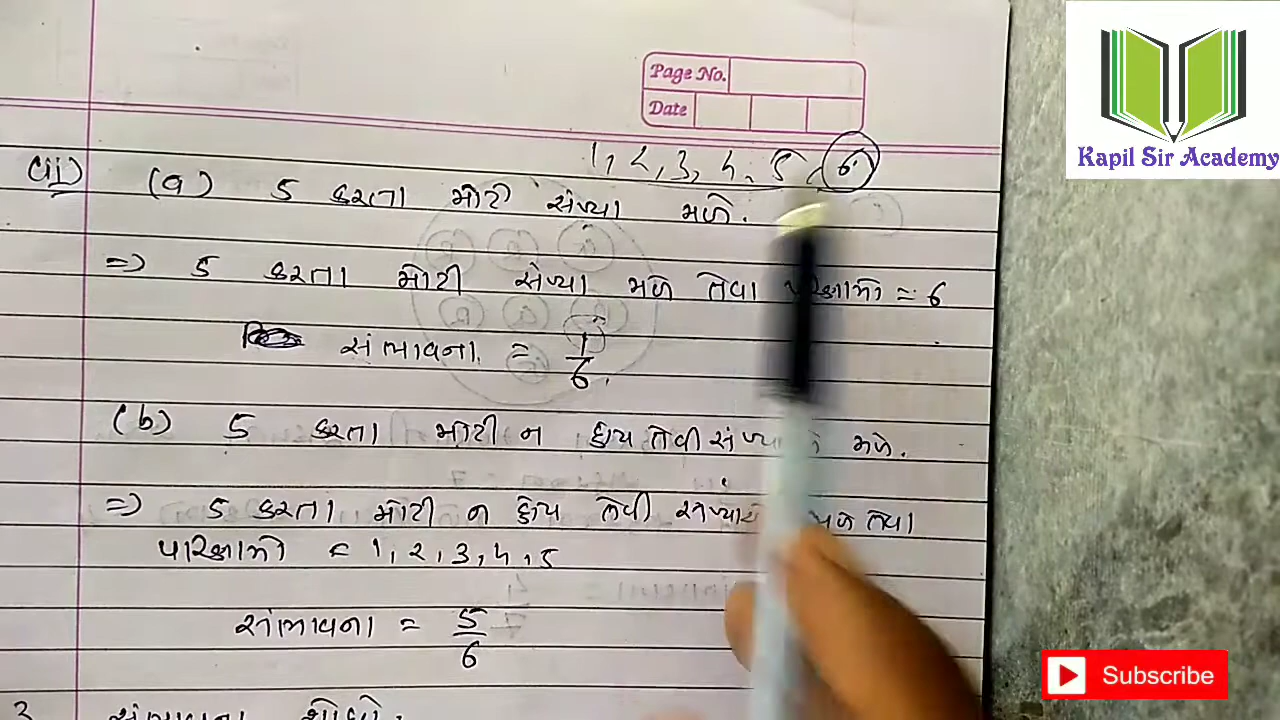 Page No.
Date
Kapil Sir Academy
1, 2, 3, 4, 5, 6
(ii) (a) 5 કરતા મોટી સંખ્યા મળે.
=> 5 કરતા મોટી સંખ્યા મળે તેવા પરિણામો = 6
સંભાવના = 1/6.
(b) 5 કરતા મોટી ન હોય તેવી મળે.
=> 5 કરતા મોટી ન હોય તેવી મળે તેવા
પરિણામો = 1, 2, 3, 4, 5
સંભાવના = 5/6
Subscribe
3 સંભાવના શોધો.